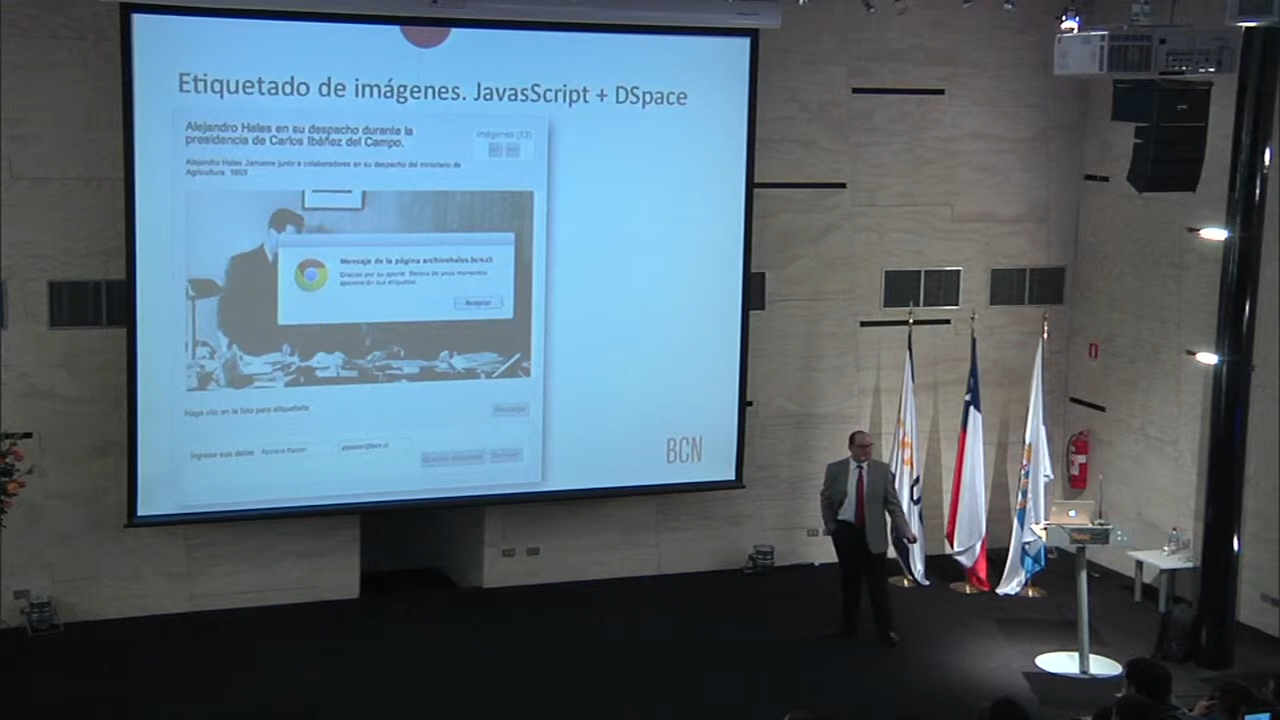 Etiquetado de imágenes. JavasScript + DSpace
Alejandro Hales en su despacho durante la
presidencia de Carlos Ibáñez del Campo.
Imágenes (13)
Alejandro Hales Jamarne junto a colaboradores en su despacho del ministerio de
Agricultura. 1953
Mensaje de la página archivohales.bcn.cl:
Gracias por su aporte. Dentro de unos momentos
aparecerán sus etiquetas.
Aceptar
Haga clic en la foto para etiquetarla
Descargar
Ingrese sus datos
BCN